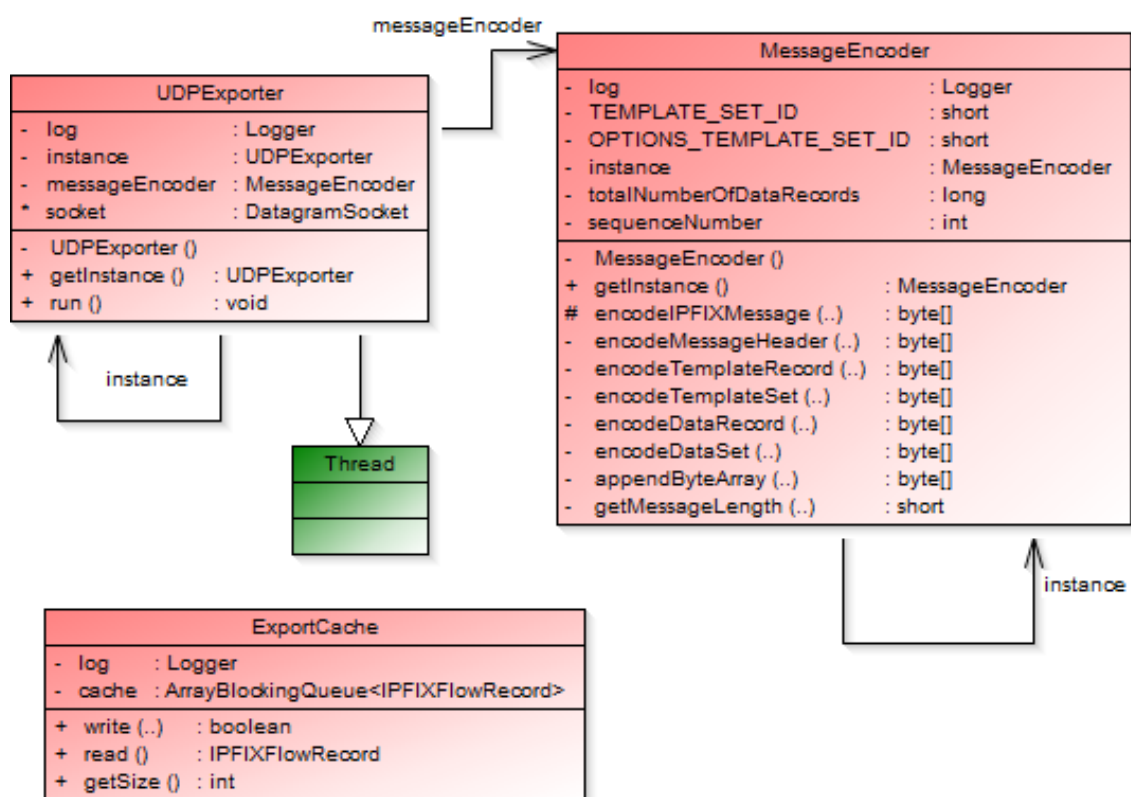 messageEncoder
UDPExporter
- log : Logger
- instance : UDPExporter
- messageEncoder : MessageEncoder
* socket : DatagramSocket
- UDPExporter ()
+ getInstance () : UDPExporter
+ run () : void
instance
Thread
MessageEncoder
- log : Logger
- TEMPLATE_SET_ID : short
- OPTIONS_TEMPLATE_SET_ID : short
- instance : MessageEncoder
- totalNumberOfDataRecords : long
- sequenceNumber : int
- MessageEncoder ()
+ getInstance () : MessageEncoder
# encodeIPFIXMessage (..) : byte[]
- encodeMessageHeader (..) : byte[]
- encodeTemplateRecord (..) : byte[]
- encodeTemplateSet (..) : byte[]
- encodeDataRecord (..) : byte[]
- encodeDataSet (..) : byte[]
- appendByteArray (..) : byte[]
- getMessageLength (..) : short
instance
ExportCache
- log : Logger
- cache : ArrayBlockingQueue<IPFIXFlowRecord>
+ write (..) : boolean
+ read () : IPFIXFlowRecord
+ getSize () : int